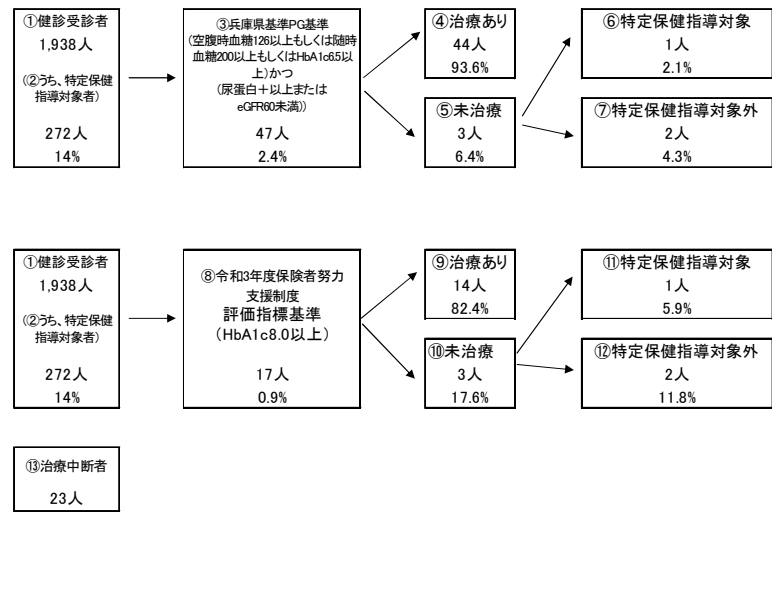 ①健診受診者
1,938人
(②うち、特定保健
指導対象者)
272人
14%
③兵庫県基準PG基準
(空腹時血糖126以上もしくは随時
血糖200以上もしくはHbA1c6.5以
上)かつ
(尿蛋白＋以上または
eGFR60未満))
47人
2.4%
④治療あり
44人
93.6%
⑤未治療
3人
6.4%
⑥特定保健指導対象
1人
2.1%
⑦特定保健指導対象外
2人
4.3%
①健診受診者
1,938人
(②うち、特定保健
指導対象者)
272人
14%
⑧令和3年度保険者努力
支援制度
評価指標基準
(HbA1c8.0以上)
17人
0.9%
⑨治療あり
14人
82.4%
⑩未治療
3人
17.6%
⑪特定保健指導対象
1人
5.9%
⑫特定保健指導対象外
2人
11.8%
⑬治療中断者
23人